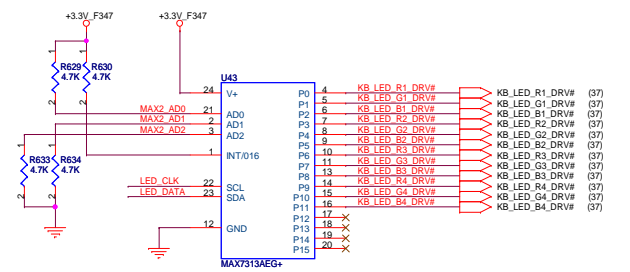 +3.3V_F347 +3.3V_F347
1 1
R629 R630
4.7K 4.7K
2 2
U43
24 V+ P0 4 KB_LED_R1_DRV# KB_LED_R1_DRV# (37)
P1 5 KB_LED_G1_DRV# KB_LED_G1_DRV# (37)
MAX2_AD0 21 AD0 P2 6 KB_LED_B1_DRV# KB_LED_B1_DRV# (37)
MAX2_AD1 2 AD1 P3 7 KB_LED_R2_DRV# KB_LED_R2_DRV# (37)
MAX2_AD2 3 AD2 P4 8 KB_LED_G2_DRV# KB_LED_G2_DRV# (37)
P5 9 KB_LED_B2_DRV# KB_LED_B2_DRV# (37)
1 INT/016 P6 10 KB_LED_R3_DRV# KB_LED_R3_DRV# (37)
P7 11 KB_LED_G3_DRV# KB_LED_G3_DRV# (37)
1 1
R633 R634
4.7K 4.7K
2 2
P8 13 KB_LED_B3_DRV# KB_LED_B3_DRV# (37)
LED_CLK 22 SCL P9 14 KB_LED_R4_DRV# KB_LED_R4_DRV# (37)
LED_DATA 23 SDA P10 15 KB_LED_G4_DRV# KB_LED_G4_DRV# (37)
P11 16 KB_LED_B4_DRV# KB_LED_B4_DRV# (37)
P12 17
12 GND P13 18
P14 19
P15 20
MAX7313AEG+